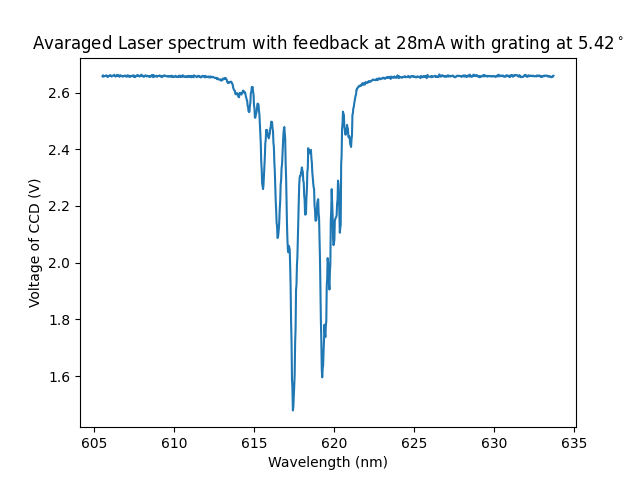 Avaraged Laser spectrum with feedback at 28mA with grating at 5.42°
2.6
2.4
2.2
2.0
1.8
1.6
Voltage of CCD (V)
605 610 615 620 625 630 635
Wavelength (nm)